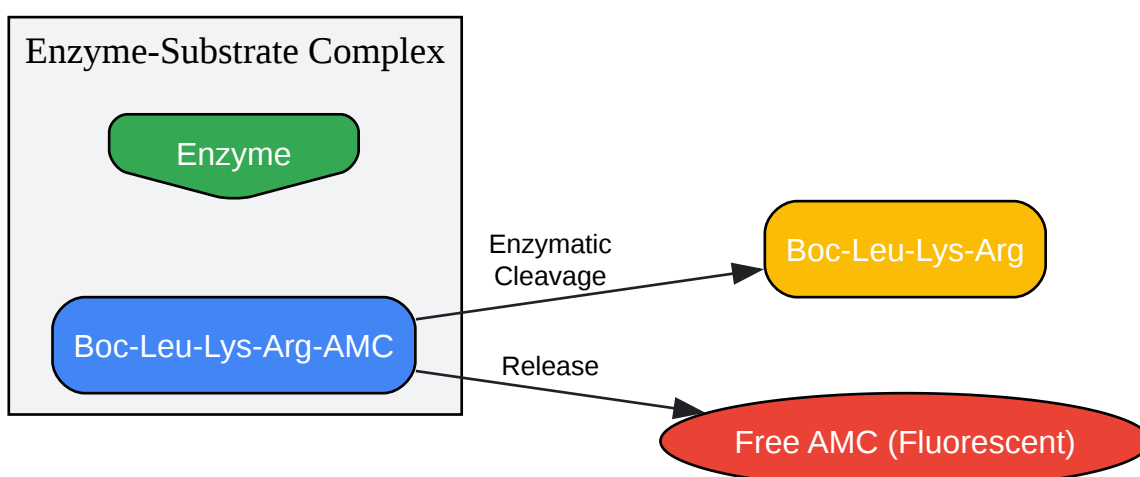 Enzyme-Substrate Complex
Enzyme
Enzymatic
Cleavage
Boc-Leu-Lys-Arg
Boc-Leu-Lys-Arg-AMC
Release
Free AMC (Fluorescent)